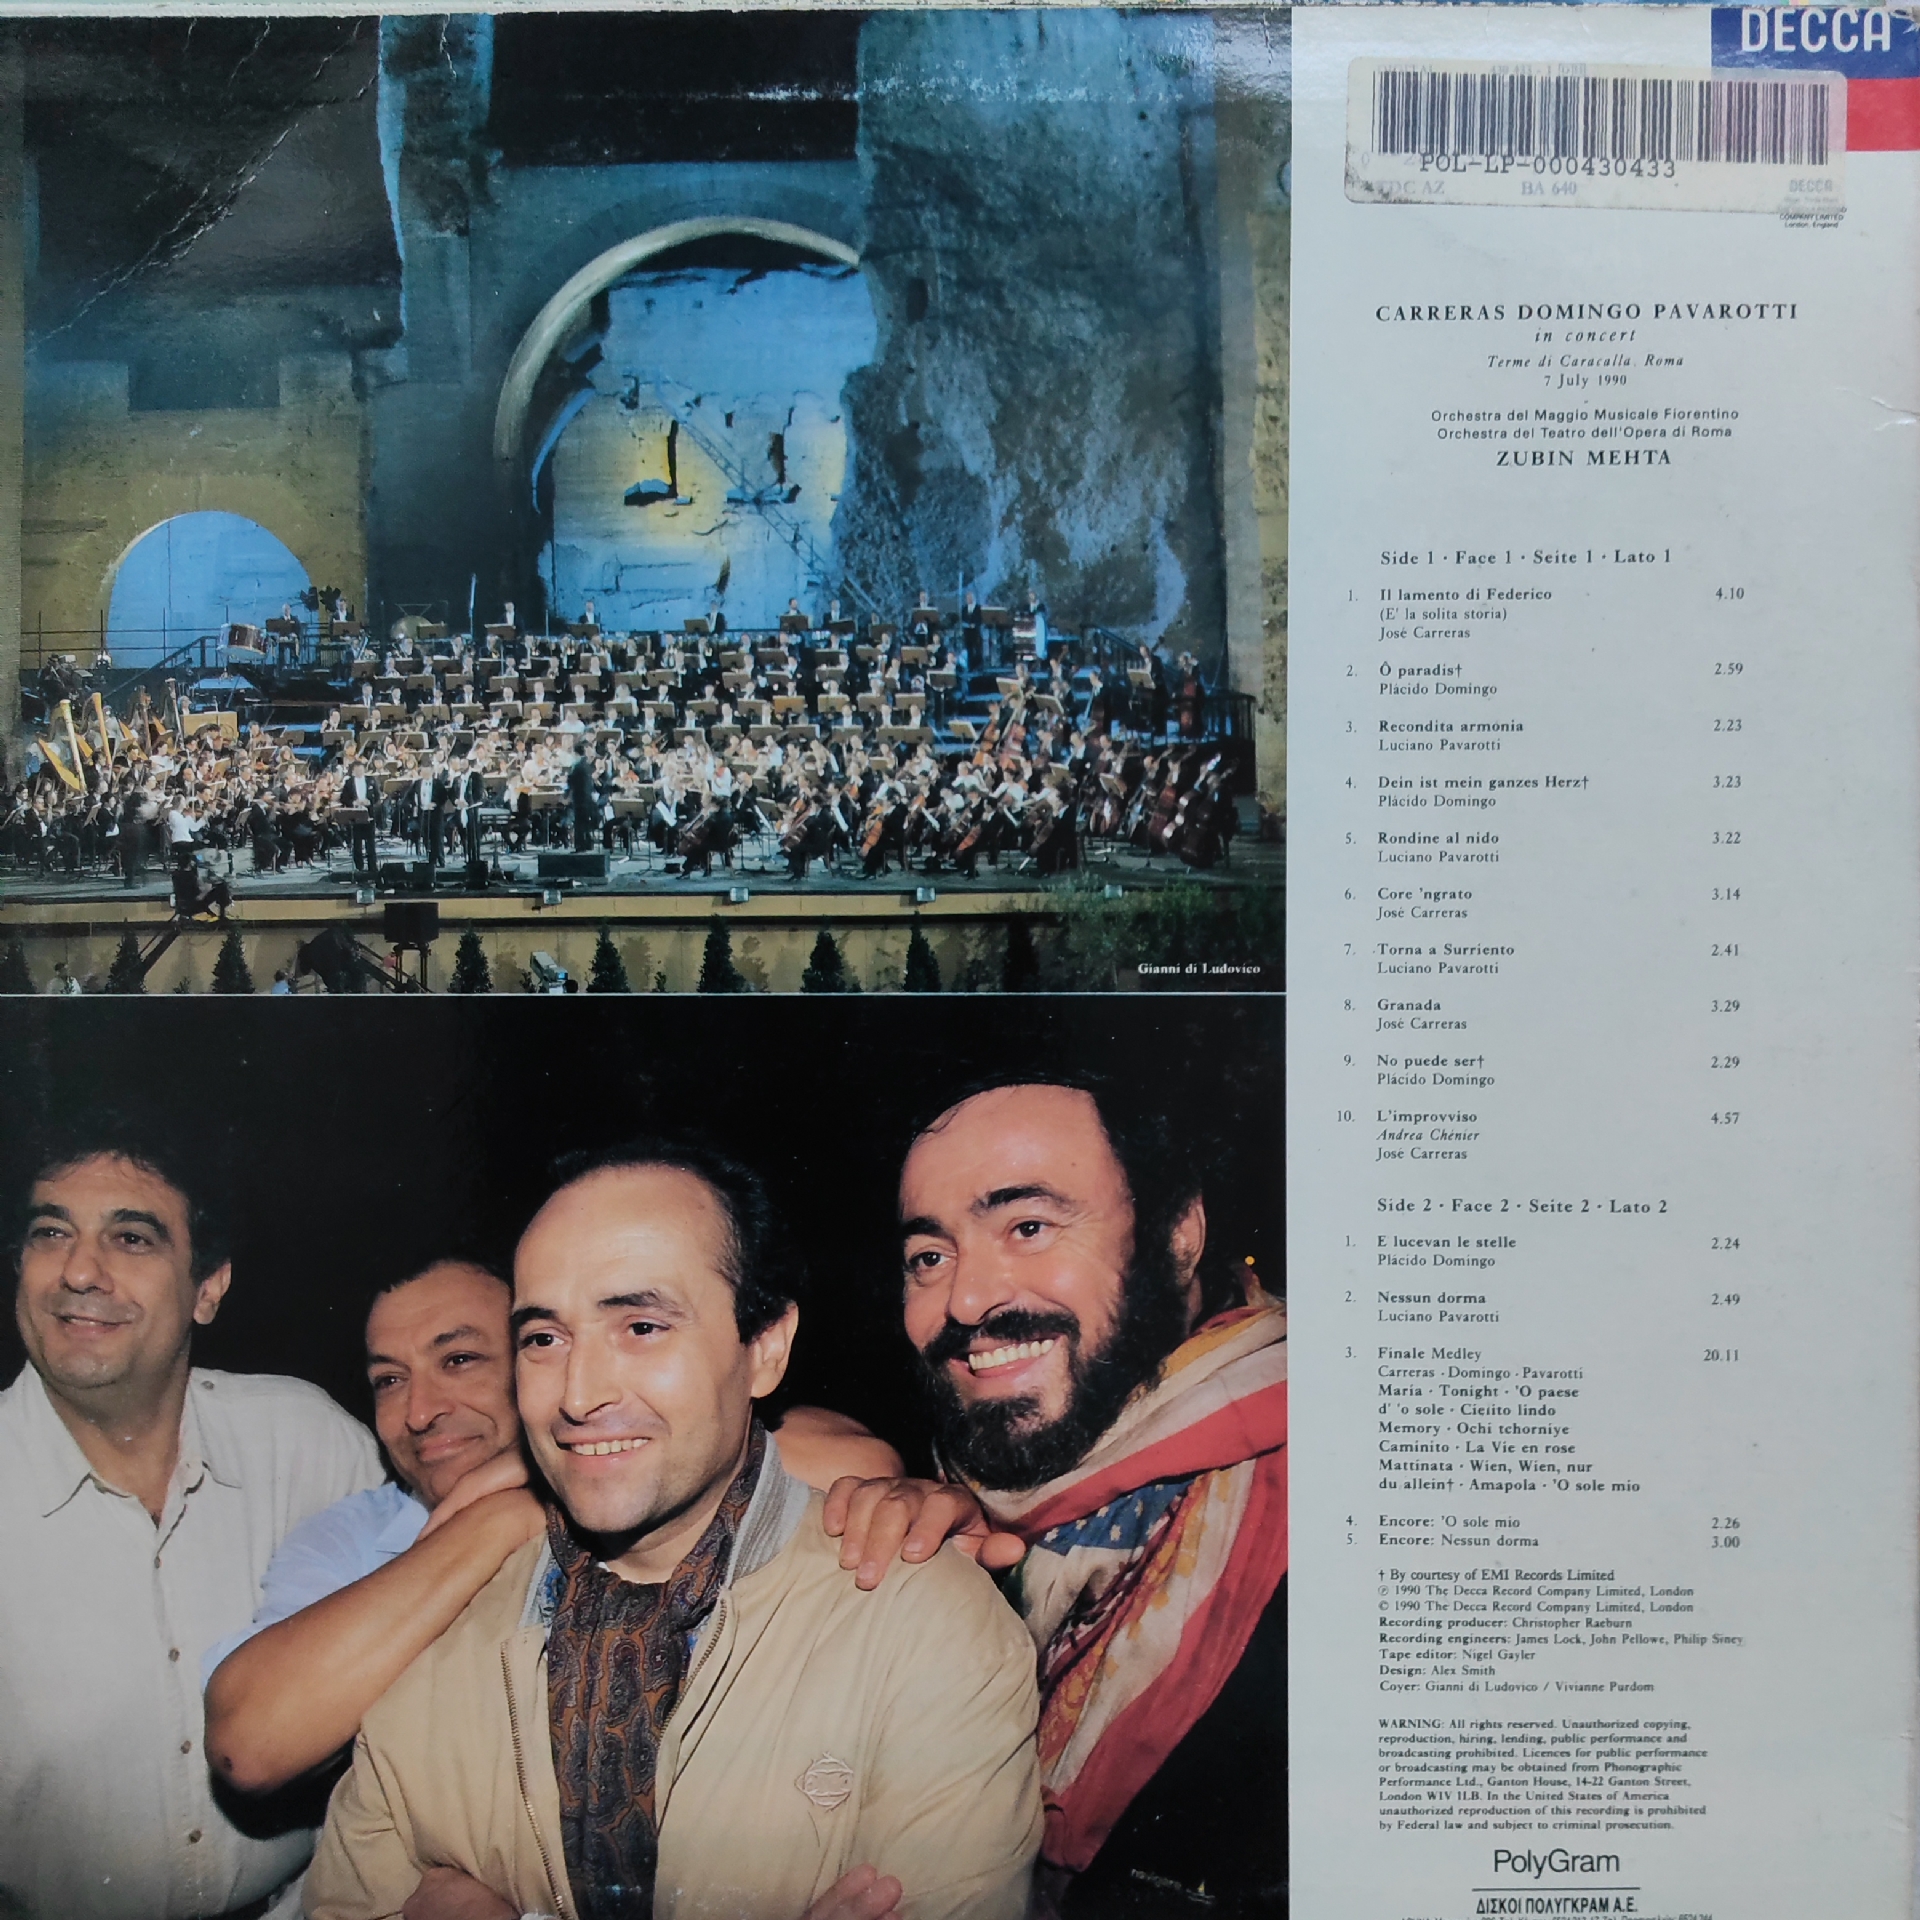 DECCA
DIGITAL
POL-LP-000430433
BA 640
DECCA
COMPANY LIMITED
London, England
CARRERAS DOMINGO PAVAROTTI
in concert
Terme di Caracalla, Roma
7 July 1990
Orchestra del Maggio Musicale Fiorentino
Orchestra del Teatro dell'Opera di Roma
ZUBIN MEHTA
Side 1 · Face 1 · Seite 1 · Lato 1
1. Il lamento di Federico 4.10
(E' la solita storia)
José Carreras
2. Ô paradis† 2.59
Plácido Domingo
3. Recondita armonia 2.23
Luciano Pavarotti
4. Dein ist mein ganzes Herz† 3.23
Plácido Domingo
5. Rondine al nido 3.22
Luciano Pavarotti
6. Core 'ngrato 3.14
José Carreras
7. Torna a Surriento 2.41
Luciano Pavarotti
8. Granada 3.29
José Carreras
9. No puede ser† 2.29
Plácido Domingo
10. L'improvviso 4.57
Andrea Chénier
José Carreras
Side 2 · Face 2 · Seite 2 · Lato 2
1. E lucevan le stelle 2.24
Plácido Domingo
2. Nessun dorma 2.49
Luciano Pavarotti
3. Finale Medley 20.11
Carreras · Domingo · Pavarotti
Maria · Tonight · 'O paese
d' 'o sole · Cielito lindo
Memory · Ochi tchorniye
Caminito · La Vie en rose
Mattinata · Wien, Wien, nur
du allein† · Amapola · 'O sole mio
4. Encore: 'O sole mio 2.26
5. Encore: Nessun dorma 3.00
† By courtesy of EMI Records Limited
℗ 1990 The Decca Record Company Limited, London
© 1990 The Decca Record Company Limited, London
Recording producer: Christopher Raeburn
Recording engineers: James Lock, John Pellowe, Philip Siney
Tape editor: Nigel Gayler
Design: Alex Smith
Cover: Gianni di Ludovico / Vivianne Purdom
WARNING: All rights reserved. Unauthorized copying,
reproduction, hiring, lending, public performance and
broadcasting prohibited. Licences for public performance
or broadcasting may be obtained from Phonographic
Performance Ltd., Ganton House, 14-22 Ganton Street,
London W1V 1LB. In the United States of America
unauthorized reproduction of this recording is prohibited
by Federal law and subject to criminal prosecution.
PolyGram
ΔΙΣΚΟΙ ΠΟΛΥΓΚΡΑΜ Α.Ε.
Gianni di Ludovico